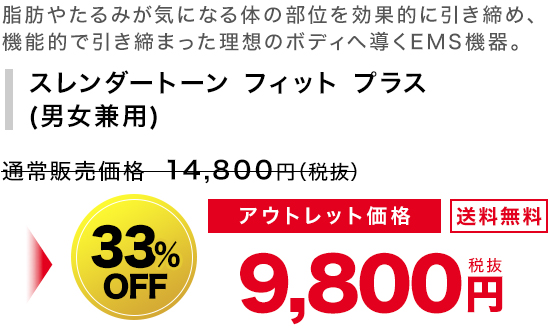 脂肪やたるみが気になる体の部位を効果的に引き締め、
機能的で引き締まった理想のボディへ導くEMS機器。
スレンダートーン フィット プラス
(男女兼用)
通常販売価格 14,800円(税抜)
33%
OFF
アウトレット価格 送料無料
9,800円 税抜